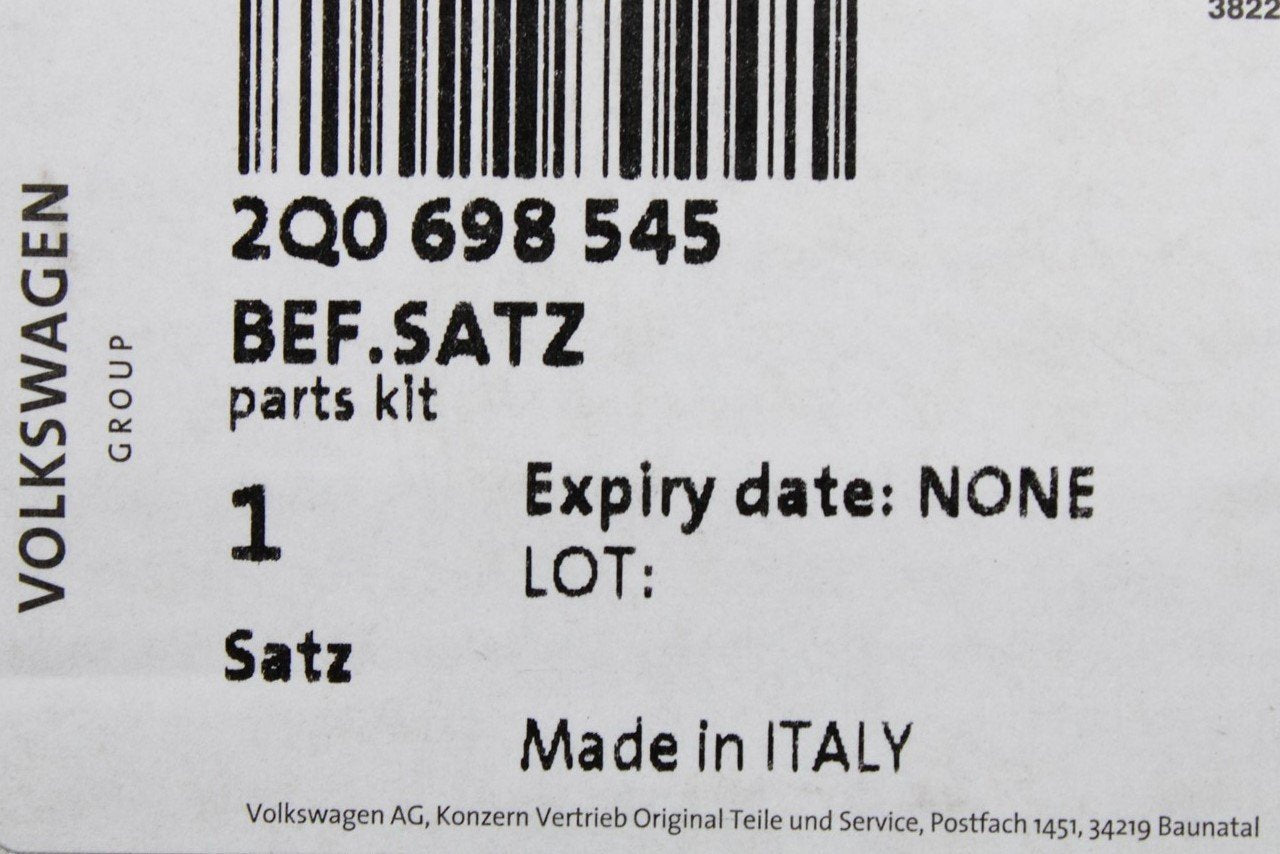 3822
2Q0 698 545
BEF.SATZ
parts kit
1
Expiry date: NONE
LOT:
Satz
Made in ITALY
Volkswagen AG, Konzern Vertrieb Original Teile und Service, Postfach 1451, 34219 Baunatal
VOLKSWAGEN
GROUP